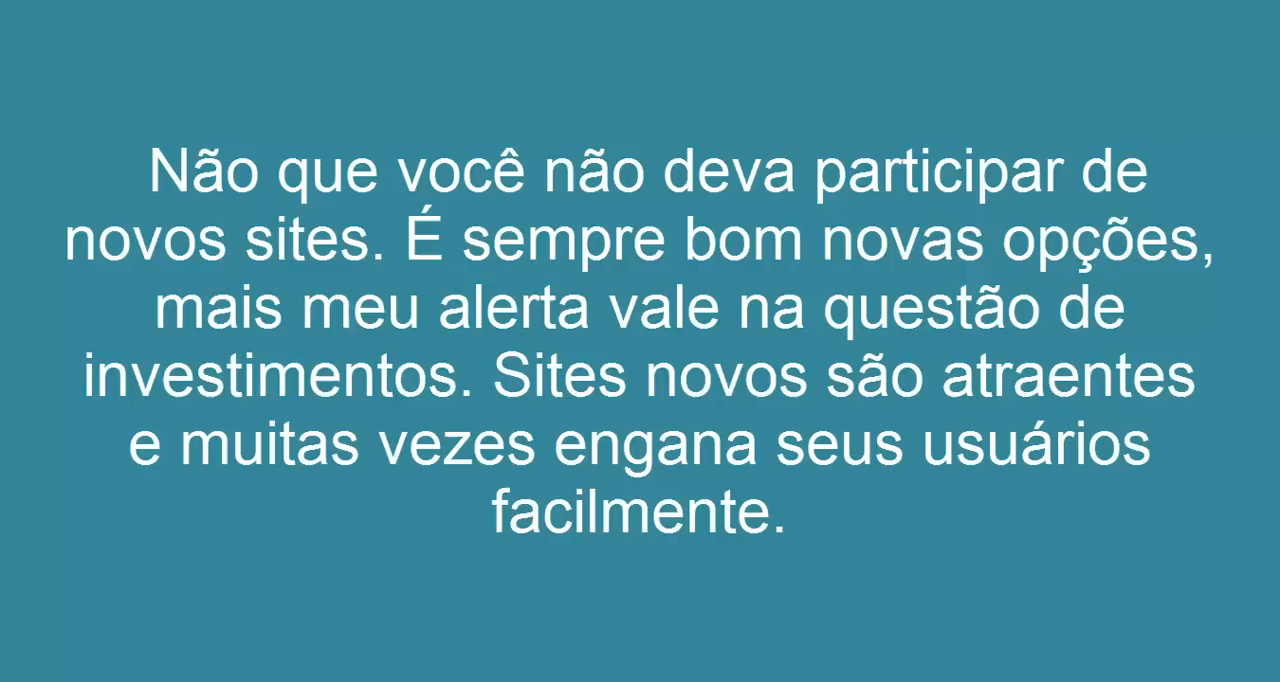 Não que você não deva participar de
novos sites. É sempre bom novas opções,
mais meu alerta vale na questão de
investimentos. Sites novos são atraentes
e muitas vezes engana seus usuários
facilmente.